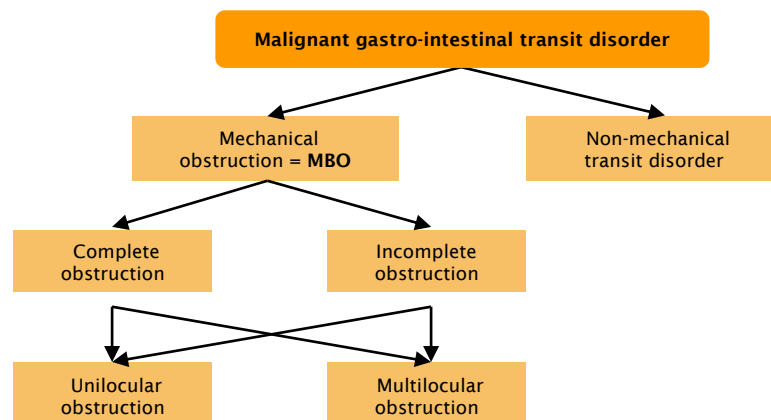 Malignant gastro-intestinal transit disorder
Mechanical
obstruction = MBO
Non-mechanical
transit disorder
Complete
obstruction
Incomplete
obstruction
Unilocular
obstruction
Multilocular
obstruction